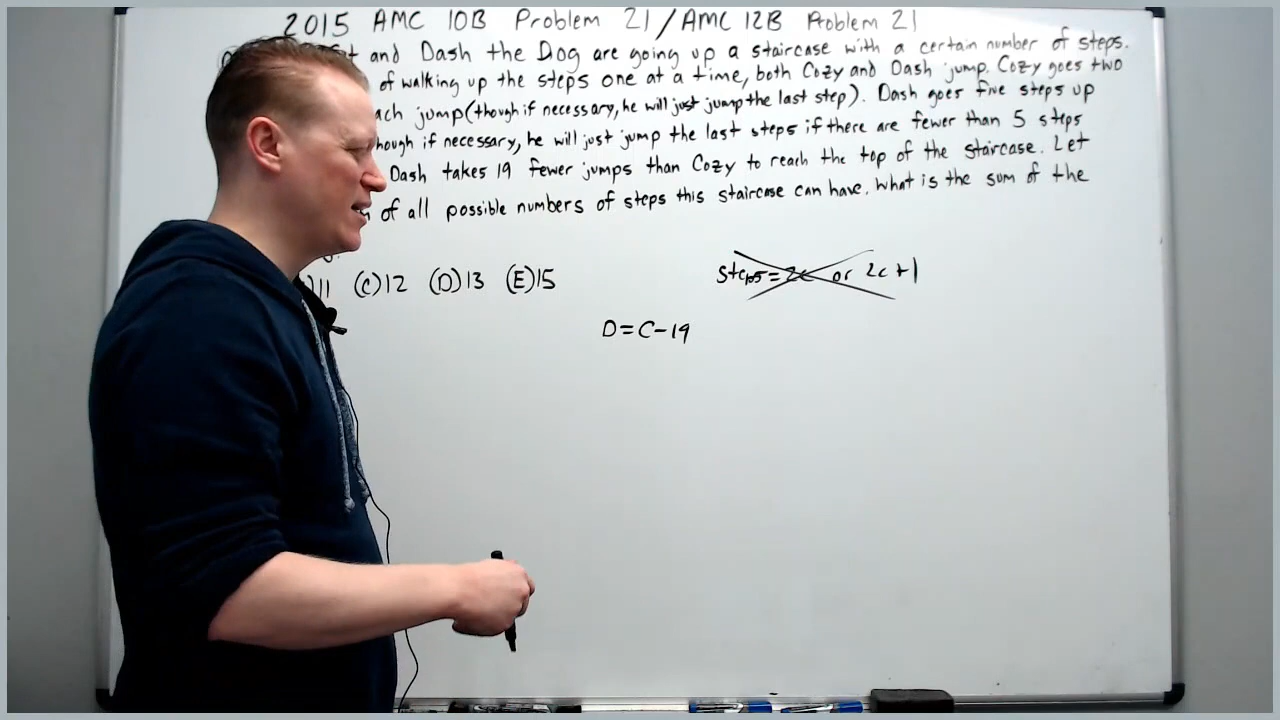 2015 AMC 10B Problem 21/AMC 12B Problem 21
and Dash the Dog are going up a staircase with a certain number of steps.
of walking up the steps one at a time, both Cozy and Dash jump. Cozy goes two
jump (though if necessary, he will just jump the last step). Dash goes five steps up
if necessary, he will just jump the last steps if there are fewer than 5 steps
Dash takes 19 fewer jumps than Cozy to reach the top of the staircase. Let
of all possible numbers of steps this staircase can have. What is the sum of the
11 (C)12 (D)13 (E)15
steps=2c or 2c+1
D=C-19